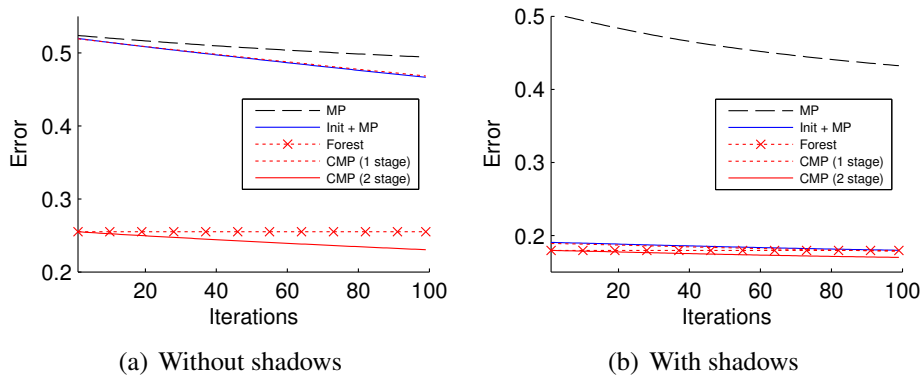 0.5
0.4
0.3
0.2
Error
MP
Init + MP
Forest
CMP (1 stage)
CMP (2 stage)
20 40 60 80 100
Iterations
(a) Without shadows
0.5
0.4
0.3
0.2
Error
MP
Init + MP
Forest
CMP (1 stage)
CMP (2 stage)
20 40 60 80 100
Iterations
(b) With shadows